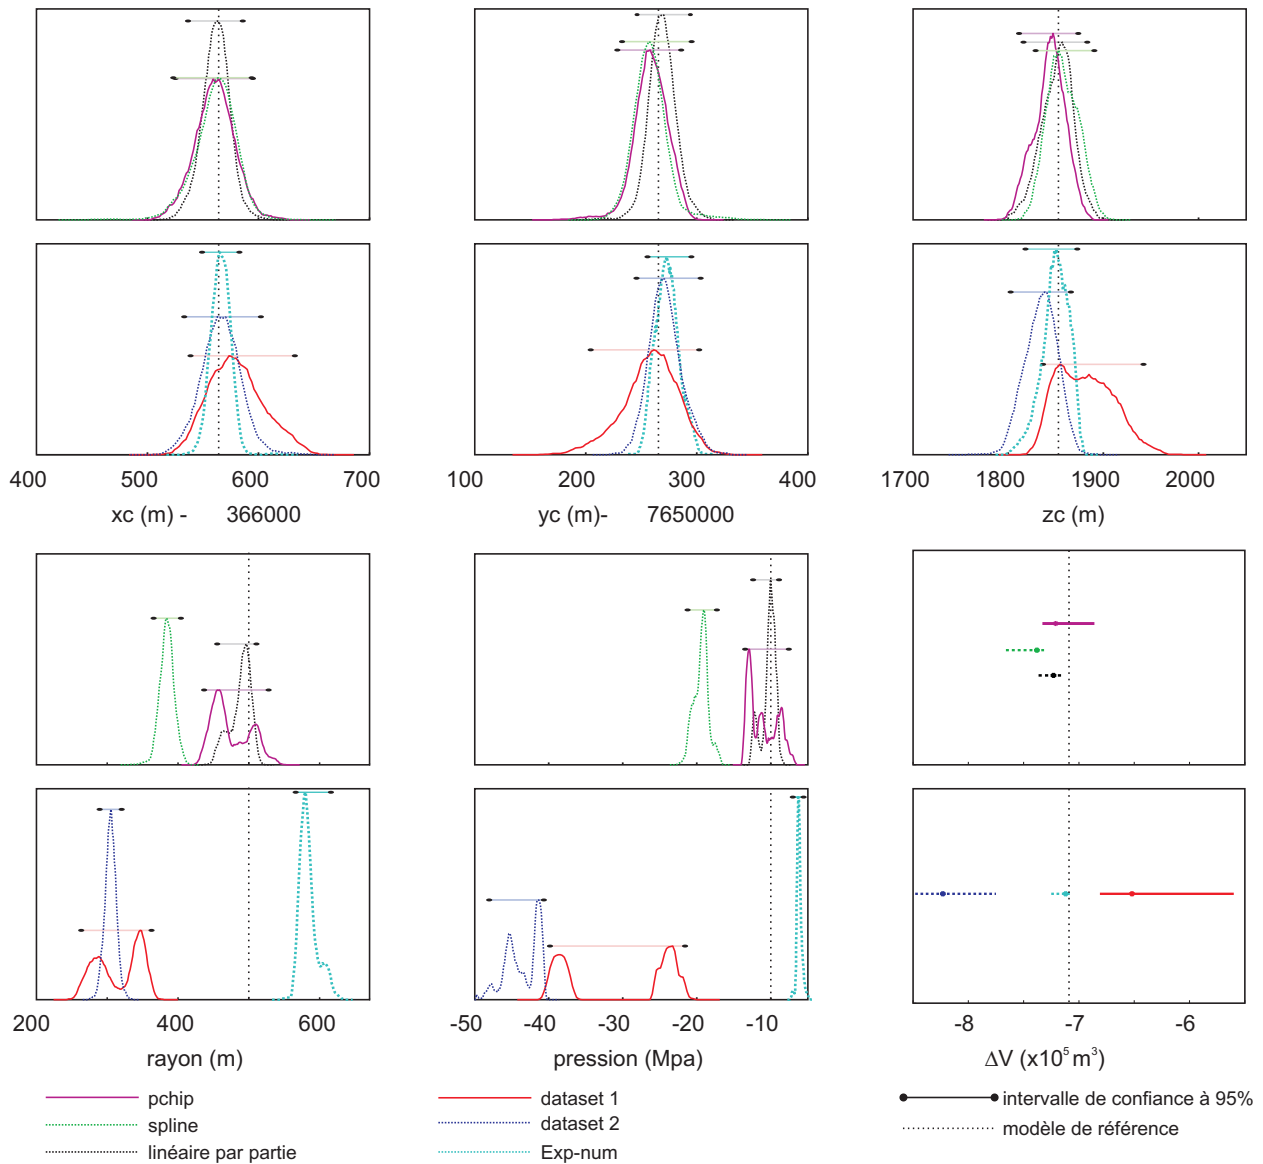 400 500 600 700
100 200 300 400
1700 1800 1900 2000
xc (m) - 366000
yc (m)- 7650000
zc (m)
200 400 600
-50 -40 -30 -20 -10
-8 -7 -6
rayon (m)
pression (Mpa)
ΔV (x10⁵ m³)
pchip
spline
linéaire par partie
dataset 1
dataset 2
Exp-num
intervalle de confiance à 95%
modèle de référence